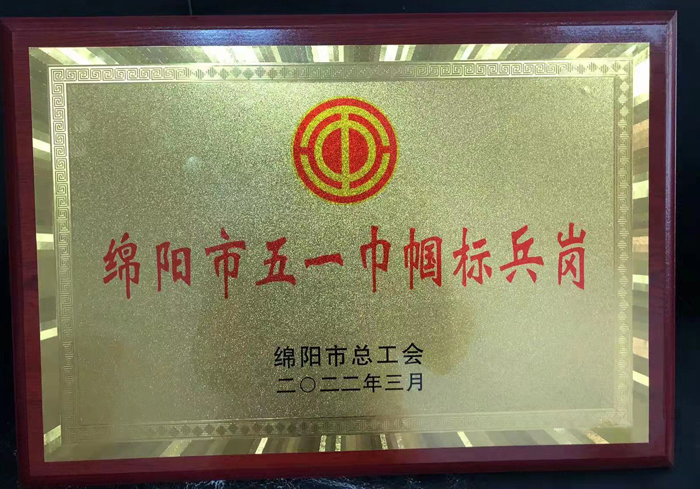 绵阳市五一巾帼标兵岗
绵阳市总工会
二〇二二年三月